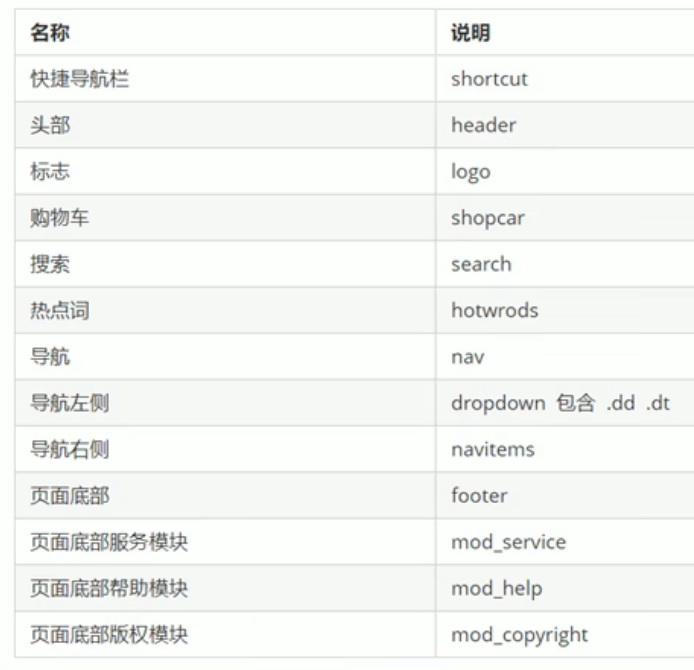 名称 说明
快捷导航栏 shortcut
头部 header
标志 logo
购物车 shopcar
搜索 search
热点词 hotwrods
导航 nav
导航左侧 dropdown 包含 .dd .dt
导航右侧 navitems
页面底部 footer
页面底部服务模块 mod_service
页面底部帮助模块 mod_help
页面底部版权模块 mod_copyright